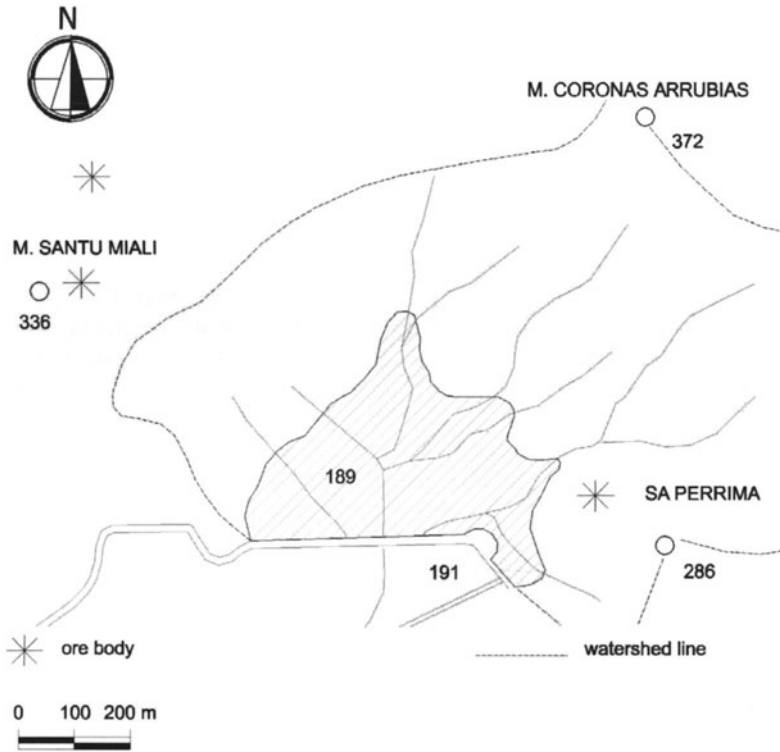 N
M. CORONAS ARRUBIAS
372
M. SANTU MIALI
336
189
SA PERRIMA
191
286
ore body
watershed line
0 100 200 m